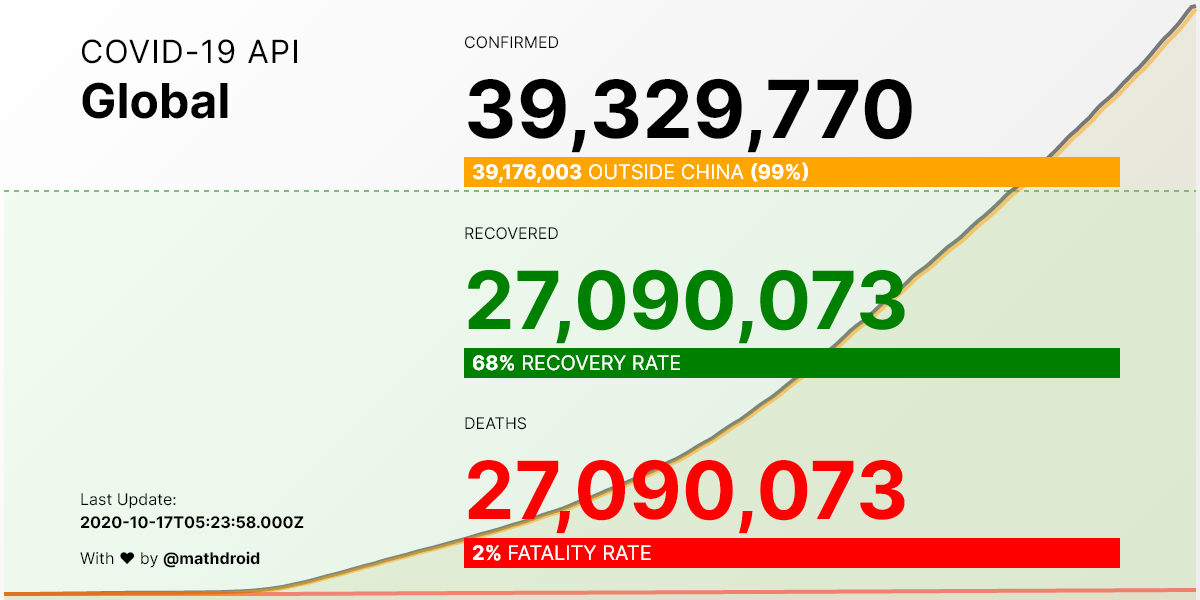 COVID-19 API
Global
CONFIRMED
39,329,770
39,176,003 OUTSIDE CHINA (99%)
RECOVERED
27,090,073
68% RECOVERY RATE
DEATHS
27,090,073
2% FATALITY RATE
Last Update:
2020-10-17T05:23:58.000Z
With ♥ by @mathdroid